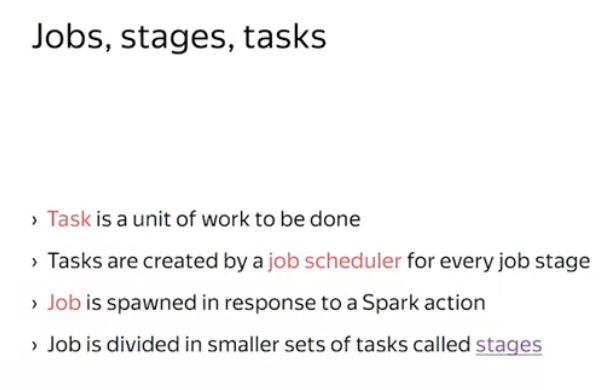 Jobs, stages, tasks
› Task is a unit of work to be done
› Tasks are created by a job scheduler for every job stage
› Job is spawned in response to a Spark action
› Job is divided in smaller sets of tasks called stages